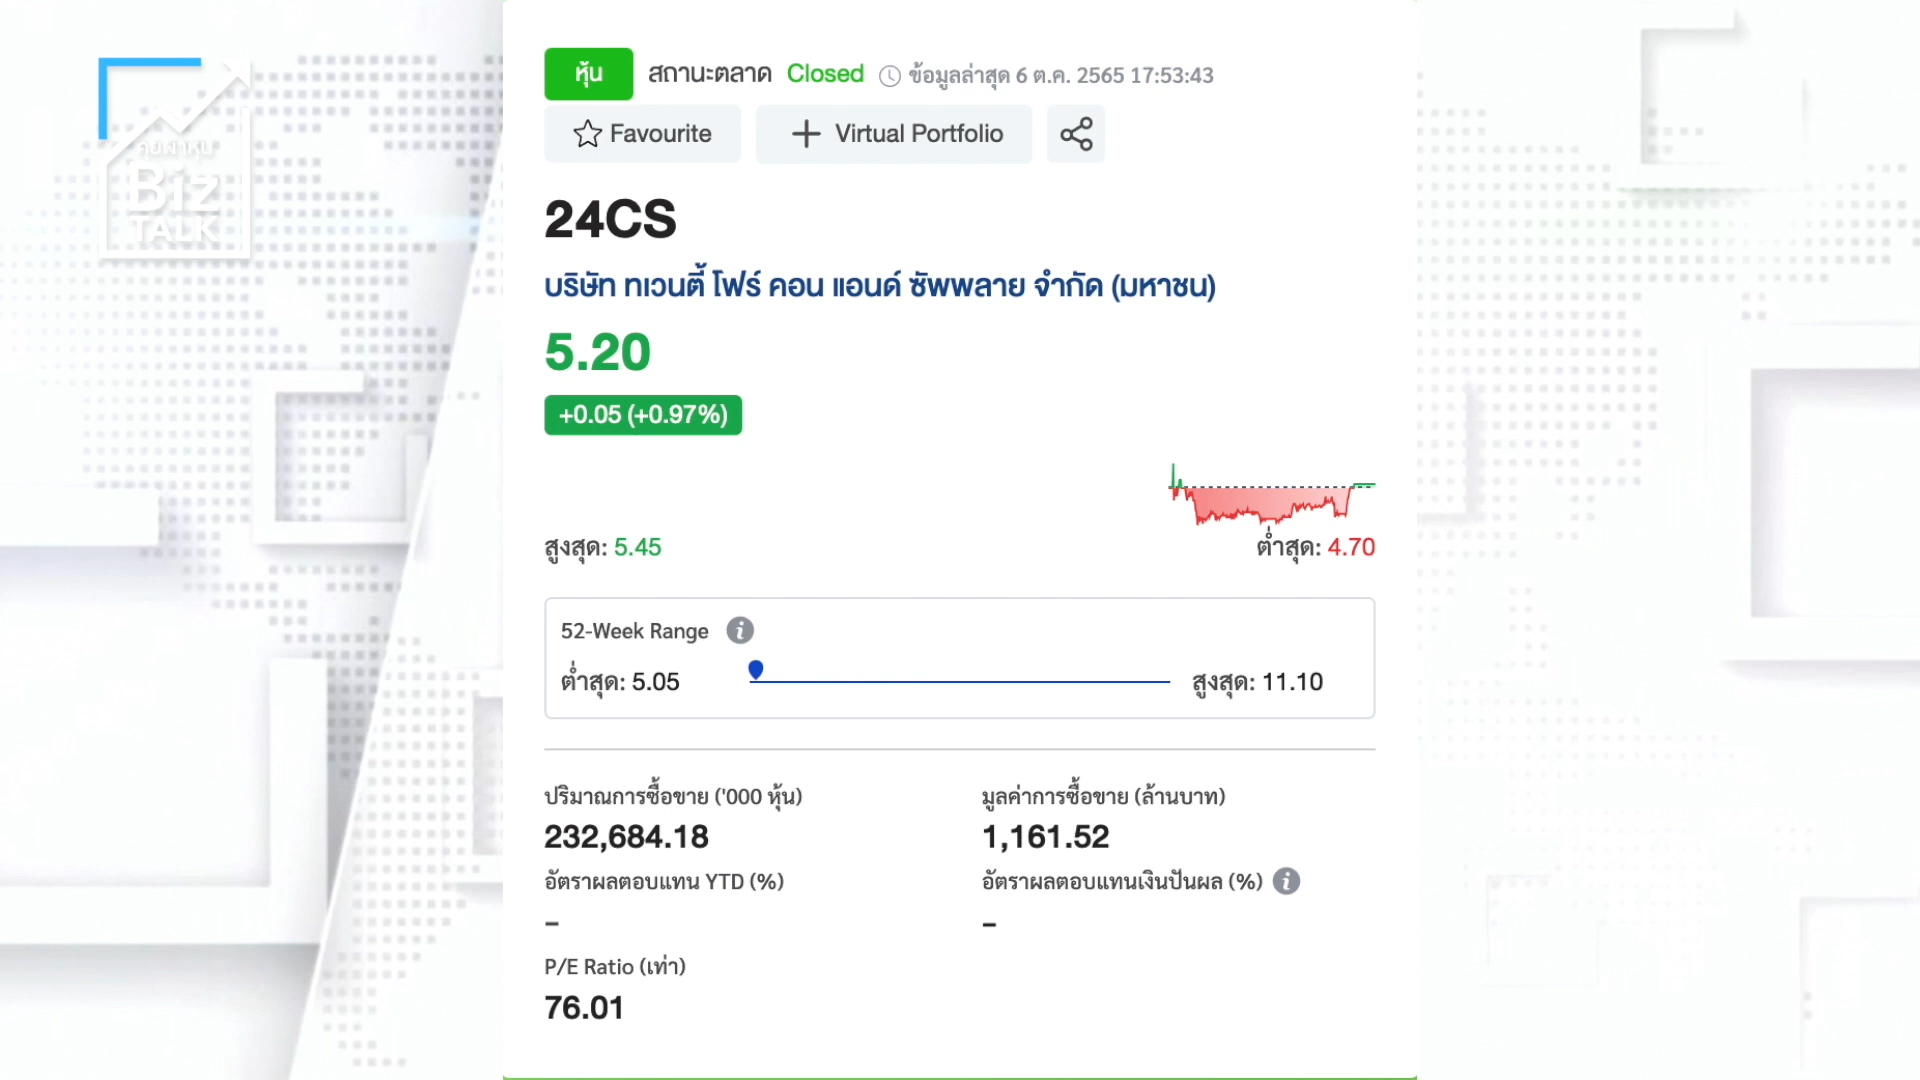 คุยผ่าหุ้น
Biz
TALK
หุ้น สถานะตลาด Closed ข้อมูลล่าสุด 6 ต.ค. 2565 17:53:43
Favourite
Virtual Portfolio
24CS
บริษัท ทเวนตี้ โฟร์ คอน แอนด์ ซัพพลาย จำกัด (มหาชน)
5.20
+0.05 (+0.97%)
สูงสุด: 5.45
ต่ำสุด: 4.70
52-Week Range
ต่ำสุด: 5.05
สูงสุด: 11.10
ปริมาณการซื้อขาย ('000 หุ้น)
232,684.18
มูลค่าการซื้อขาย (ล้านบาท)
1,161.52
อัตราผลตอบแทน YTD (%)
–
อัตราผลตอบแทนเงินปันผล (%)
–
P/E Ratio (เท่า)
76.01